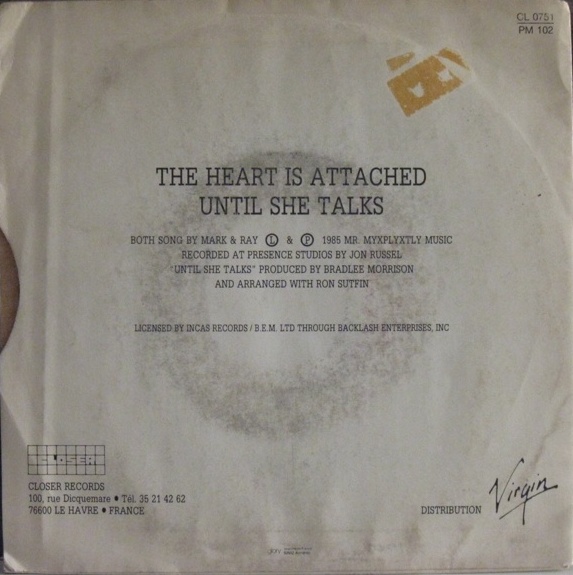 CL 0751
PM 102
THE HEART IS ATTACHED
UNTIL SHE TALKS
BOTH SONG BY MARK & RAY Ⓛ & Ⓟ 1985 MR. MYXPLYXTLY MUSIC
RECORDED AT PRESENCE STUDIOS BY JON RUSSEL
"UNTIL SHE TALKS" PRODUCED BY BRADLEE MORRISON
AND ARRANGED WITH RON SUTFIN
LICENSED BY INCAS RECORDS / B.E.M. LTD THROUGH BACKLASH ENTERPRISES, INC
CLOSER
CLOSER RECORDS
100, rue Dicquemare • Tél. 35 21 42 62
76600 LE HAVRE • FRANCE
DISTRIBUTION Virgin